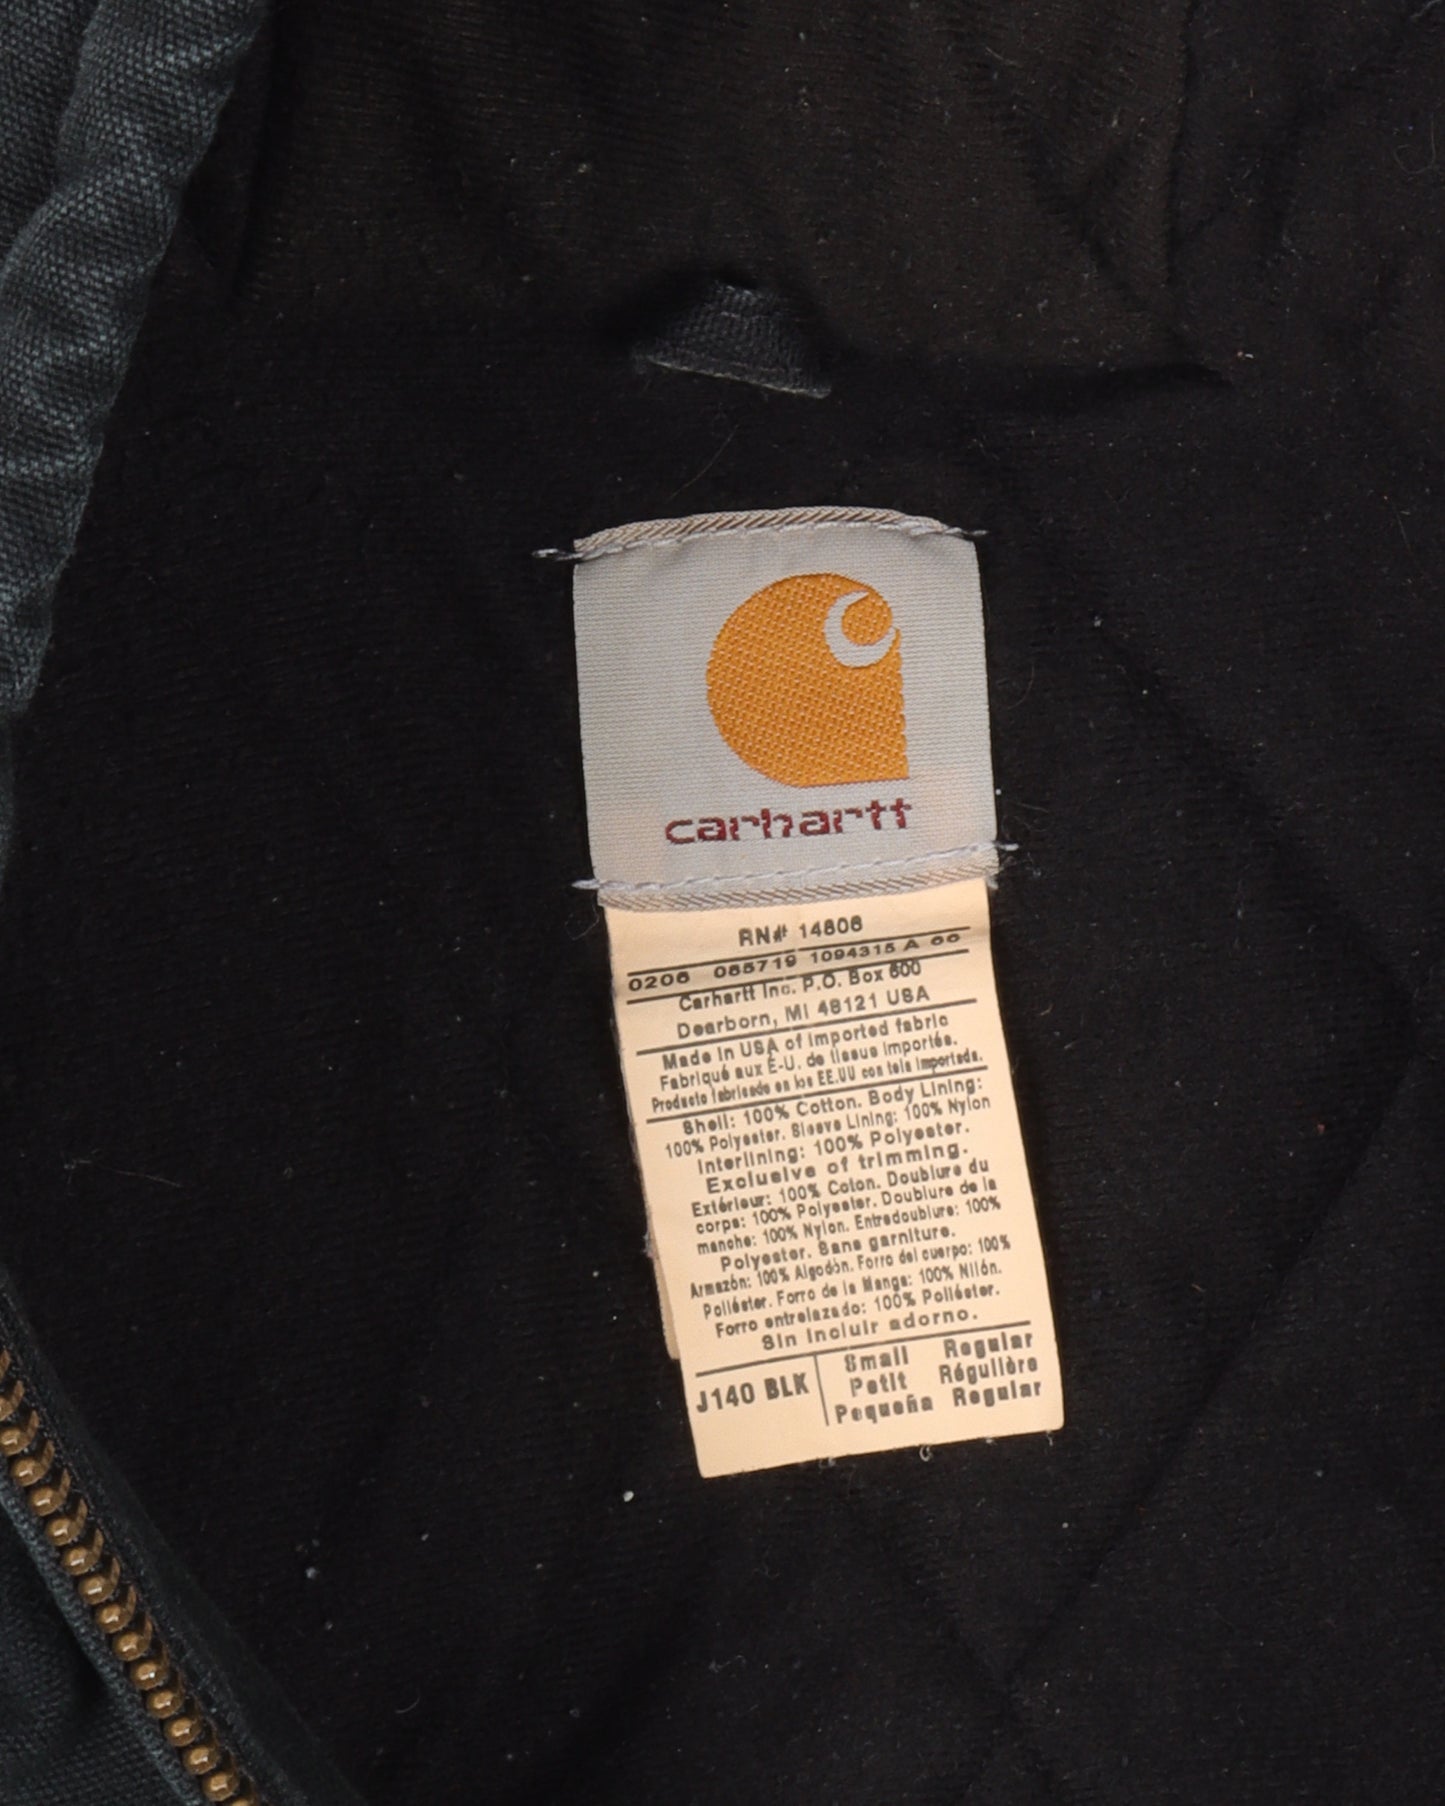 carhartt
RN# 14806
0206 085719 1094315 A 00
Carhartt Inc. P.O. Box 600
Dearborn, MI 48121 USA
Made in USA of imported fabric
Fabriqué aux É-U. de tissus importés.
Producto fabricado en los EE.UU con tela importada.
Shell: 100% Cotton. Body Lining:
100% Polyester. Sleeve Lining: 100% Nylon
Interlining: 100% Polyester.
Exclusive of trimming.
Extérieur: 100% Coton. Doublure du
corps: 100% Polyester. Doublure de la
manche: 100% Nylon. Entredoublure: 100%
Polyester. Sans garniture.
Armazón: 100% Algodón. Forro del cuerpo: 100%
Poliéster. Forro de la Manga: 100% Nilón.
Forro entrelazado: 100% Poliéster.
Sin incluir adorno.
J140 BLK
Small Regular
Petit Régulière
Pequeña Regular